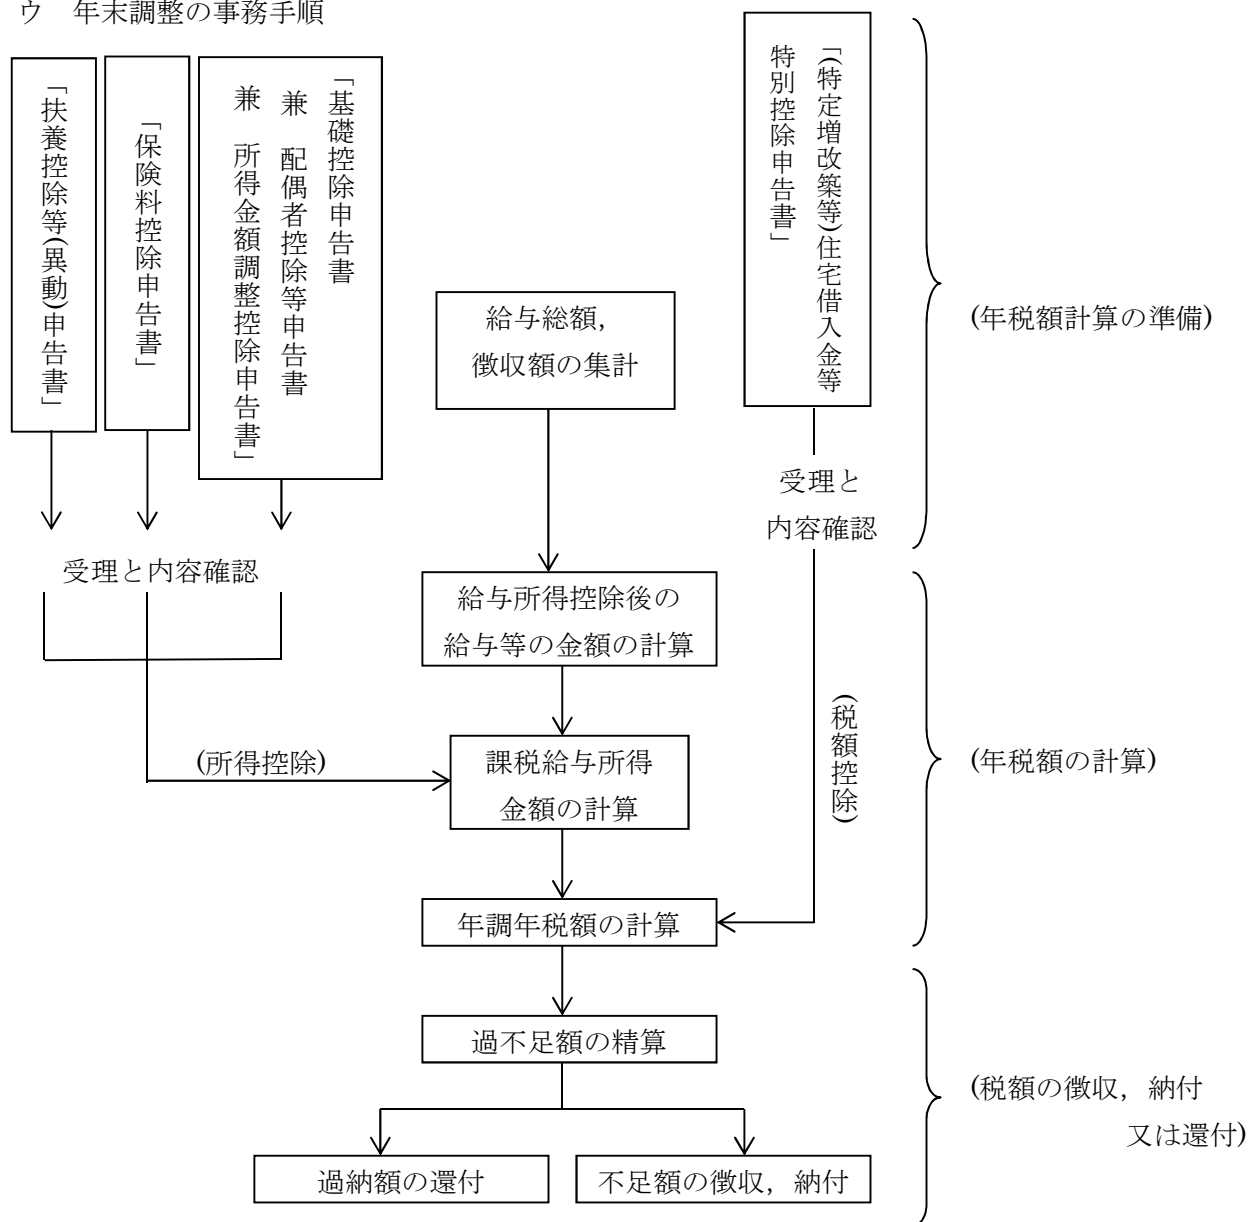 ウ 年末調整の事務手順
「扶養控除等(異動)申告書」
「保険料控除申告書」
「基礎控除申告書
兼 配偶者控除等申告書
兼 所得金額調整控除申告書」
給与総額，
徴収額の集計
「(特定増改築等)住宅借入金等
特別控除申告書」
(年税額計算の準備)
受理と
内容確認
受理と内容確認
給与所得控除後の
給与等の金額の計算
(税額控除)
(所得控除)
課税給与所得
金額の計算
(年税額の計算)
年調年税額の計算
過不足額の精算
(税額の徴収，納付
又は還付)
過納額の還付
不足額の徴収，納付